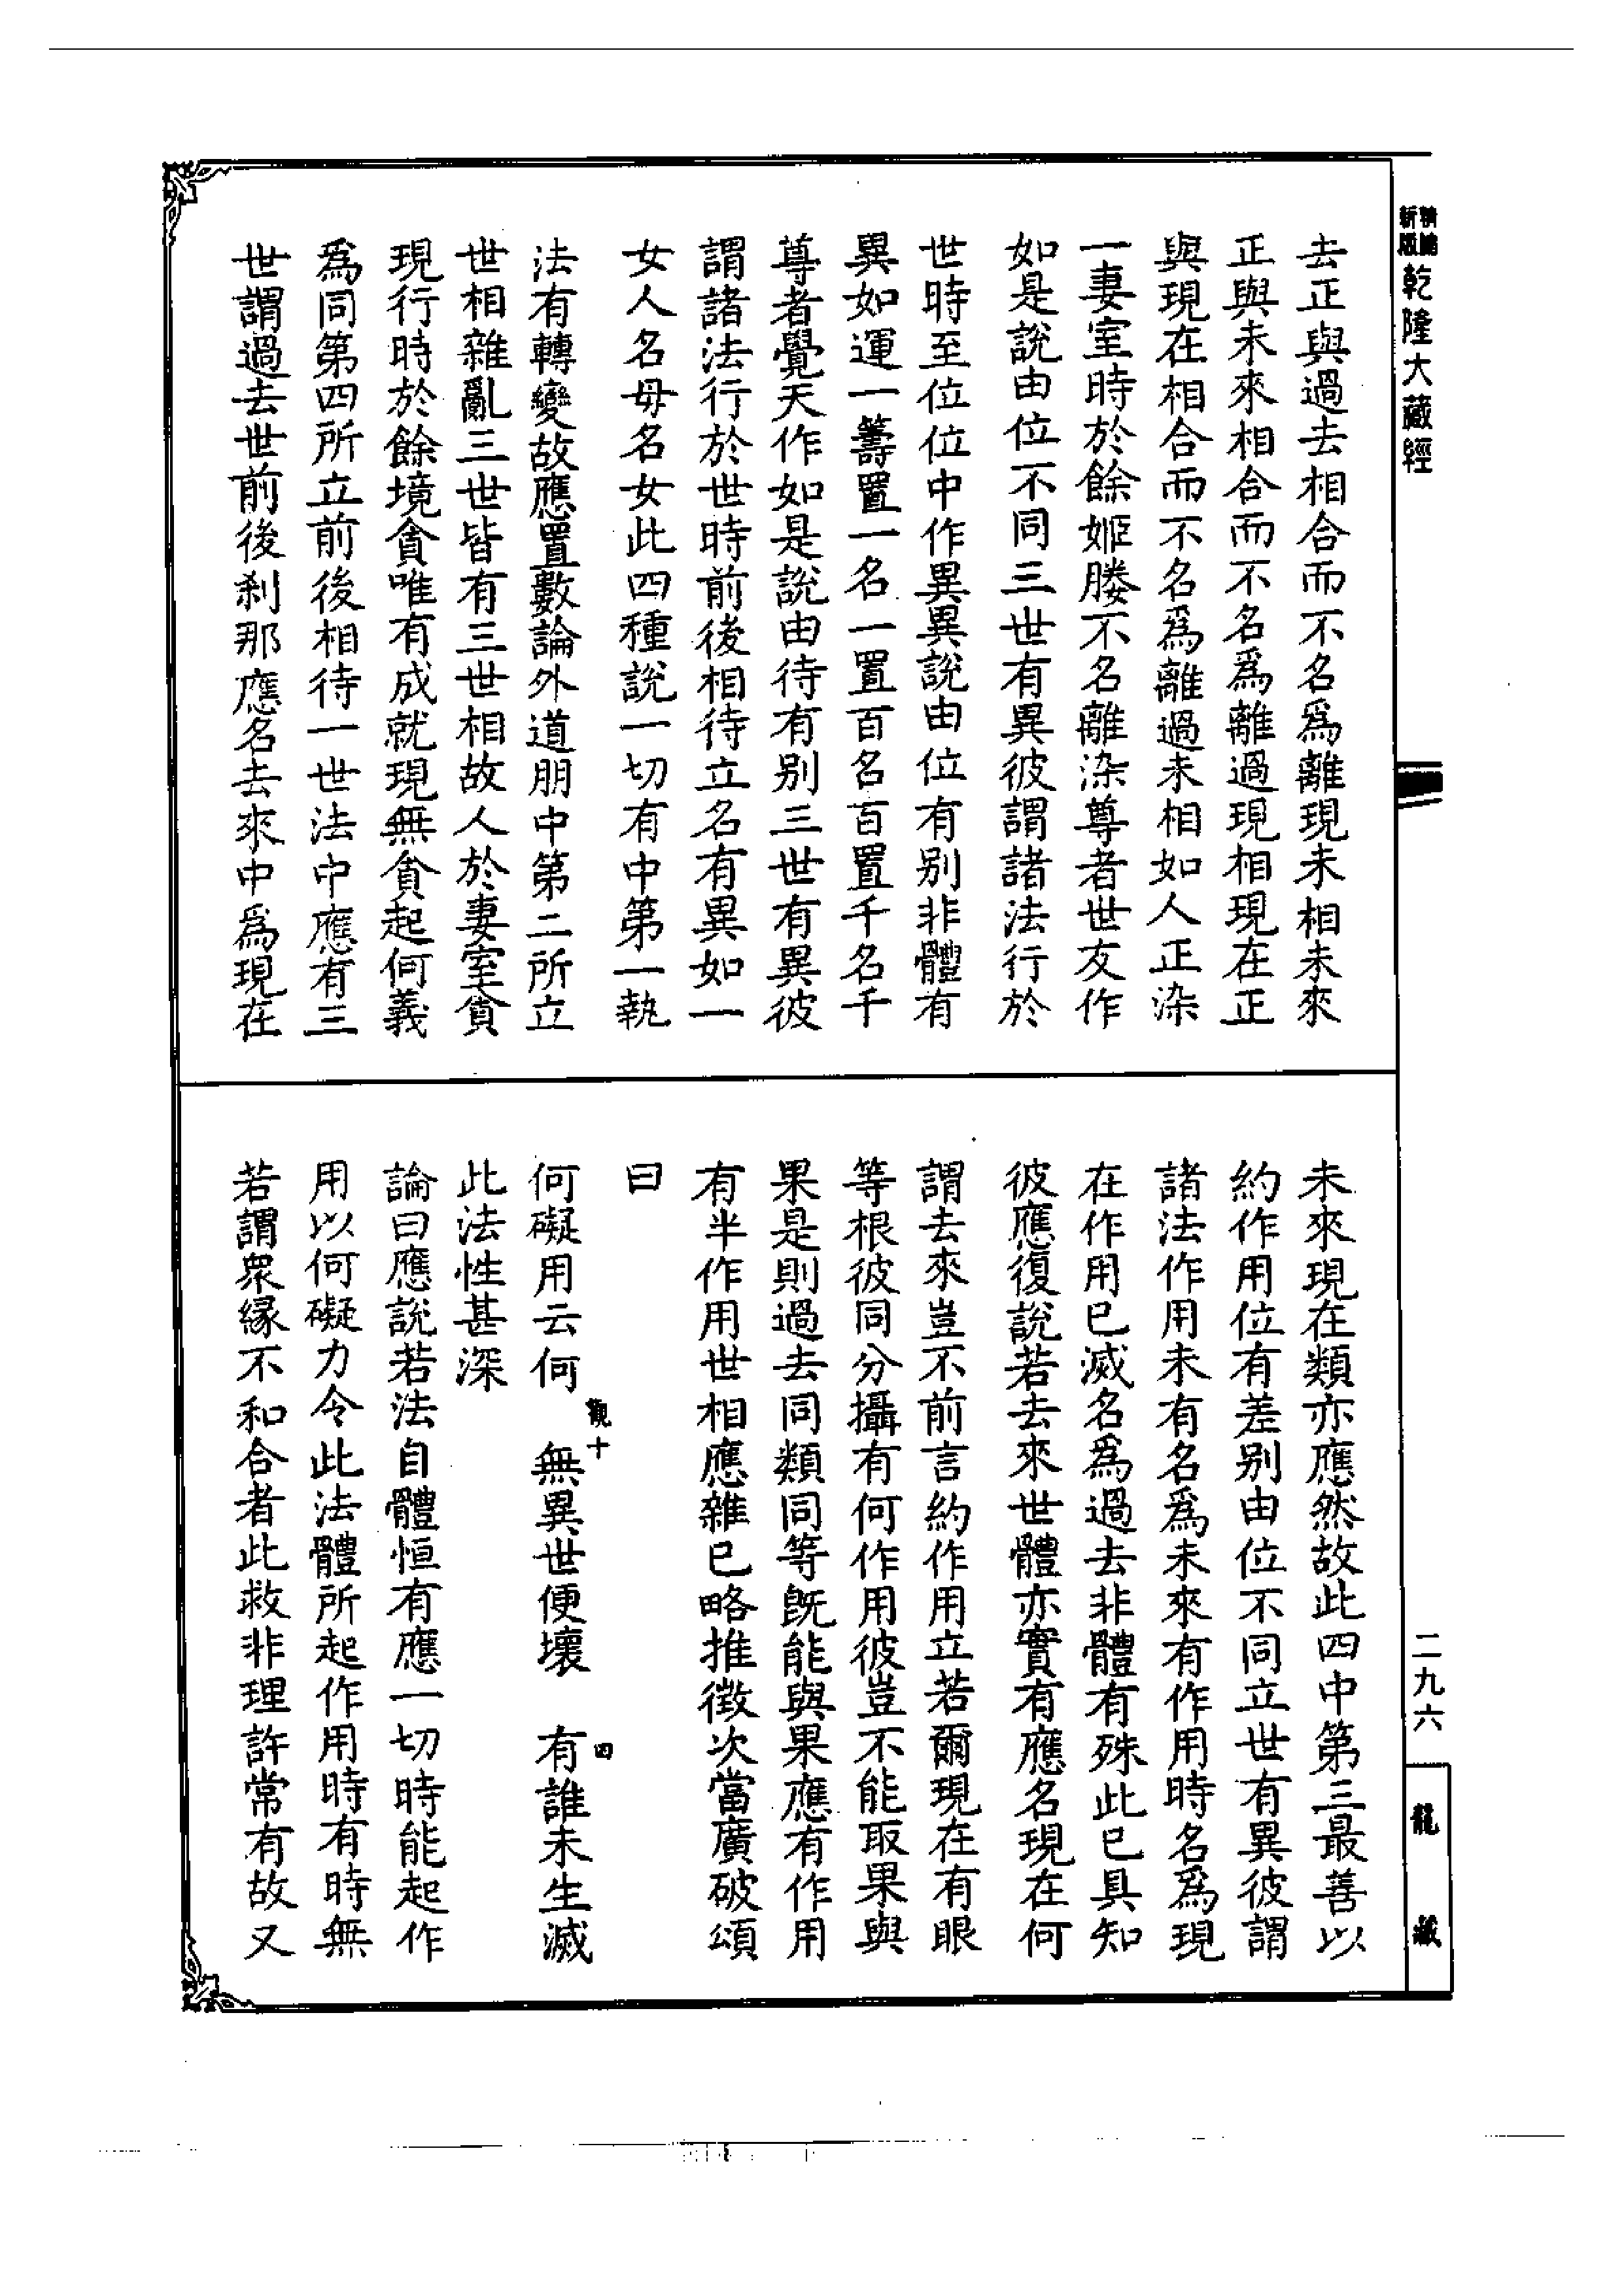 精編新版乾隆大藏經
去正與過去相合而不名爲離現未相未來
正與未來相合而不名爲離過現相現在正
與現在相合而不名爲離過未相如人正染
一妻室時於餘姬媵不名離染尊者世友作
如是說由位不同三世有異彼謂諸法行於
世時至位位中作異異說由位有別非體有
異如運一籌置一名一置百名百置千名千
尊者覺天作如是說由待有別三世有異彼
謂諸法行於世時前後相待立名有異如一
女人名母名女此四種說一切有中第一執
法有轉變故應置數論外道朋中第二所立
世相雜亂三世皆有三世相故人於妻室貪
現行時於餘境貪唯有成就現無貪起何義
爲同第四所立前後相待一世法中應有三
世謂過去世前後剎那應名去來中爲現在
未來現在類亦應然故此四中第三最善以
約作用位有差別由位不同立世有異彼謂
諸法作用未有名爲未來有作用時名爲現
在作用已滅名爲過去非體有殊此已具知
彼應復說若去來世體亦實有應名現在何
謂去來豈不前言約作用立若爾現在有眼
等根彼同分攝有何作用彼豈不能取果與
果是則過去同類同等既能與果應有作用
有半作用世相應雜已略推徵次當廣破頌
曰
何礙用云何　無異世便壞　有誰未生滅
觀十　四
此法性甚深
論曰應說若法自體恒有應一切時能起作
用以何礙力令此法體所起作用時有時無
若謂衆緣不和合者此救非理許常有故又
二九六
龍藏